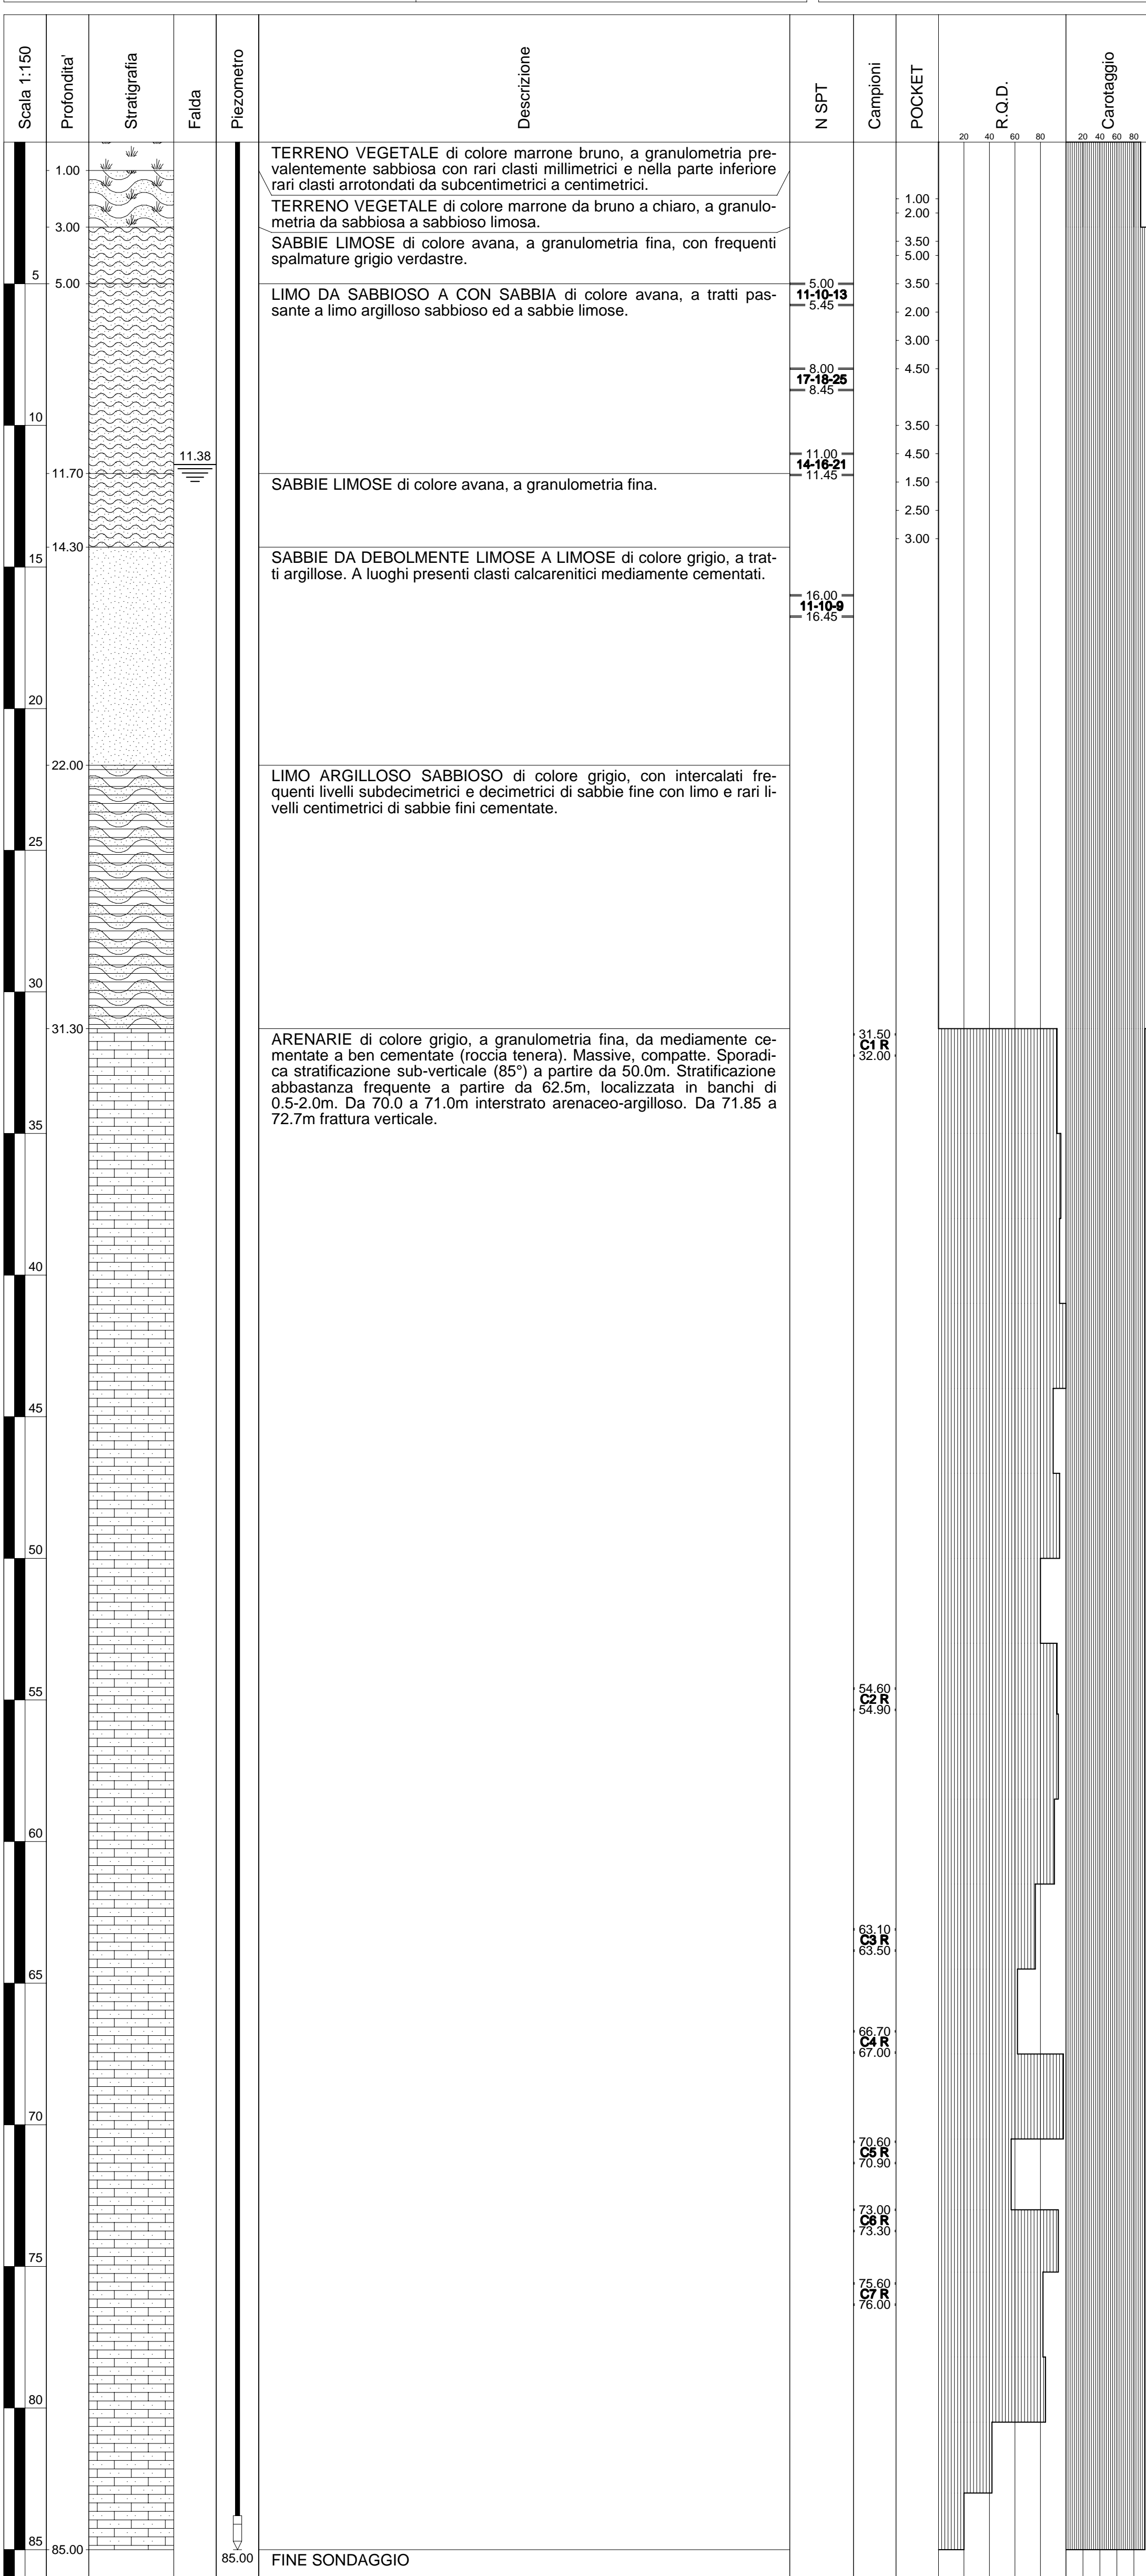 Scala 1:150
Profondita'
Stratigrafia
Falda
Piezometro
Descrizione
N SPT
Campioni
POCKET
R.Q.D.
Carotaggio
20 40 60 80
20 40 60 80
TERRENO VEGETALE di colore marrone bruno, a granulometria pre-
valentemente sabbiosa con rari clasti millimetrici e nella parte inferiore
rari clasti arrotondati da subcentimetrici a centimetrici.
1.00
TERRENO VEGETALE di colore marrone da bruno a chiaro, a granulo-
metria da sabbiosa a sabbioso limosa.
1.00
2.00
3.00
SABBIE LIMOSE di colore avana, a granulometria fina, con frequenti
spalmature grigio verdastre.
3.50
5.00
5
5.00
LIMO DA SABBIOSO A CON SABBIA di colore avana, a tratti pas-
sante a limo argilloso sabbioso ed a sabbie limose.
5.00
11-10-13
5.45
3.50
2.00
3.00
8.00
17-18-25
8.45
4.50
10
3.50
11.38
11.00
14-16-21
11.45
4.50
11.70
SABBIE LIMOSE di colore avana, a granulometria fina.
1.50
2.50
3.00
14.30
15
SABBIE DA DEBOLMENTE LIMOSE A LIMOSE di colore grigio, a trat-
ti argillose. A luoghi presenti clasti calcarenitici mediamente cementati.
16.00
11-10-9
16.45
20
22.00
LIMO ARGILLOSO SABBIOSO di colore grigio, con intercalati fre-
quenti livelli subdecimetrici e decimetrici di sabbie fine con limo e rari li-
velli centimetrici di sabbie fini cementate.
25
30
31.30
ARENARIE di colore grigio, a granulometria fina, da mediamente ce-
mentate a ben cementate (roccia tenera). Massive, compatte. Sporadi-
ca stratificazione sub-verticale (85°) a partire da 50.0m. Stratificazione
abbastanza frequente a partire da 62.5m, localizzata in banchi di
0.5-2.0m. Da 70.0 a 71.0m interstrato arenaceo-argilloso. Da 71.85 a
72.7m frattura verticale.
31.50
C1 R
32.00
35
40
45
50
55
54.60
C2 R
54.90
60
63.10
C3 R
63.50
65
66.70
C4 R
67.00
70
70.60
C5 R
70.90
73.00
C6 R
73.30
75
75.60
C7 R
76.00
80
85
85.00
85.00
FINE SONDAGGIO